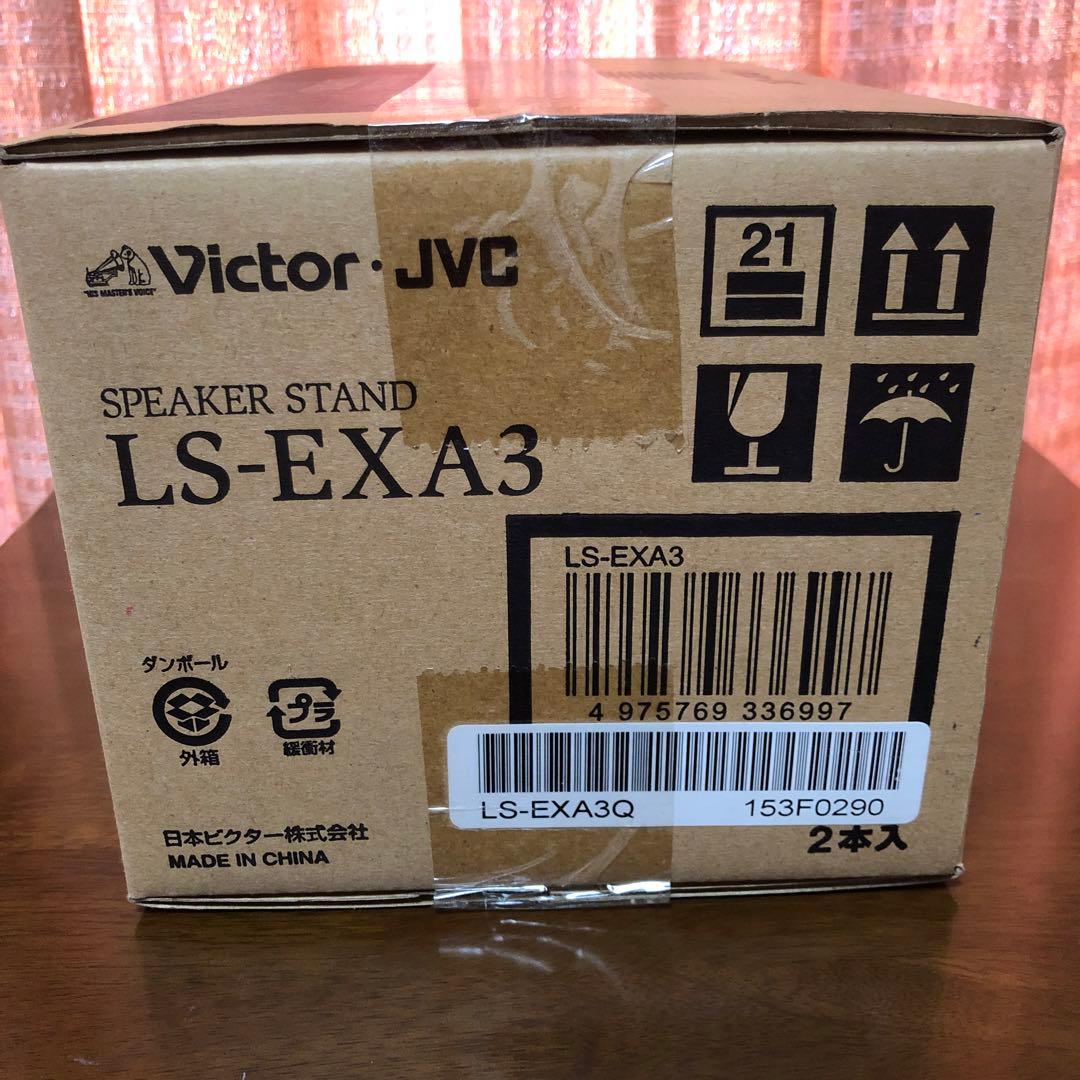 "HIS MASTER'S VOICE"
Victor・JVC
21
SPEAKER STAND
LS-EXA3
LS-EXA3
4 975769 336997
ダンボール
外箱
プラ
緩衝材
LS-EXA3Q 153F0290
日本ビクター株式会社
MADE IN CHINA
2本入